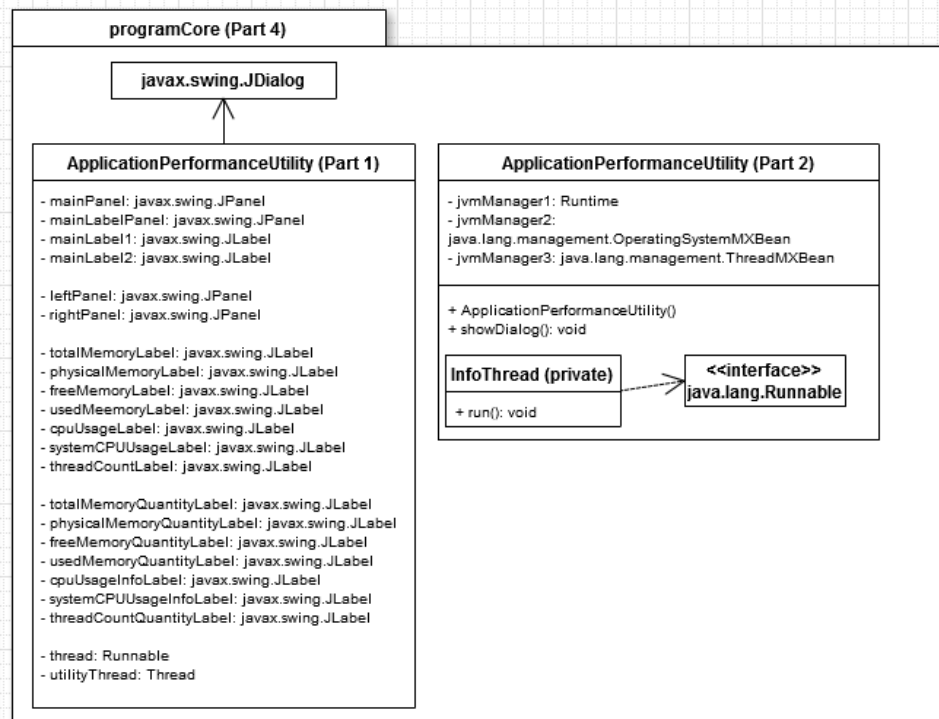 programCore (Part 4)
javax.swing.JDialog
ApplicationPerformanceUtility (Part 1)
- mainPanel: javax.swing.JPanel
- mainLabelPanel: javax.swing.JPanel
- mainLabel1: javax.swing.JLabel
- mainLabel2: javax.swing.JLabel
- leftPanel: javax.swing.JPanel
- rightPanel: javax.swing.JPanel
- totalMemoryLabel: javax.swing.JLabel
- physicalMemoryLabel: javax.swing.JLabel
- freeMemoryLabel: javax.swing.JLabel
- usedMeemoryLabel: javax.swing.JLabel
- cpuUsageLabel: javax.swing.JLabel
- systemCPUUsageLabel: javax.swing.JLabel
- threadCountLabel: javax.swing.JLabel
- totalMemoryQuantityLabel: javax.swing.JLabel
- physicalMemoryQuantityLabel: javax.swing.JLabel
- freeMemoryQuantityLabel: javax.swing.JLabel
- usedMemoryQuantityLabel: javax.swing.JLabel
- cpuUsageInfoLabel: javax.swing.JLabel
- systemCPUUsageInfoLabel: javax.swing.JLabel
- threadCountQuantityLabel: javax.swing.JLabel
- thread: Runnable
- utilityThread: Thread
ApplicationPerformanceUtility (Part 2)
- jvmManager1: Runtime
- jvmManager2:
java.lang.management.OperatingSystemMXBean
- jvmManager3: java.lang.management.ThreadMXBean
+ ApplicationPerformanceUtility()
+ showDialog(): void
InfoThread (private)
+ run(): void
<<interface>>
java.lang.Runnable